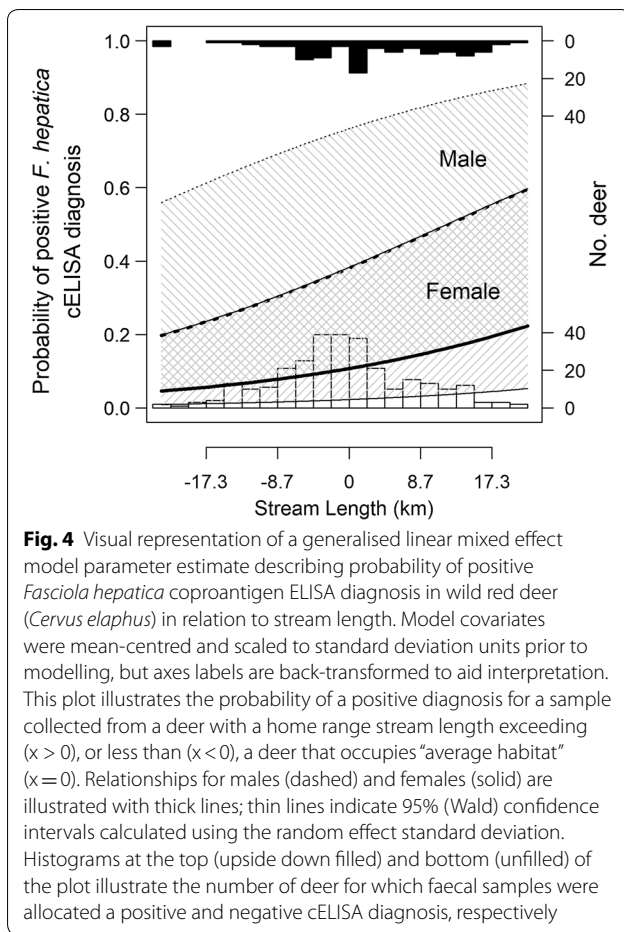 1.0
0.8
0.6
0.4
0.2
0.0
Probability of positive F. hepatica
cELISA diagnosis
Male
Female
0
20
40
No. deer
40
20
0
-17.3 -8.7 0 8.7 17.3
Stream Length (km)
Fig. 4 Visual representation of a generalised linear mixed effect
model parameter estimate describing probability of positive
Fasciola hepatica coproantigen ELISA diagnosis in wild red deer
(Cervus elaphus) in relation to stream length. Model covariates
were mean-centred and scaled to standard deviation units prior to
modelling, but axes labels are back-transformed to aid interpretation.
This plot illustrates the probability of a positive diagnosis for a sample
collected from a deer with a home range stream length exceeding
(x > 0), or less than (x < 0), a deer that occupies “average habitat”
(x = 0). Relationships for males (dashed) and females (solid) are
illustrated with thick lines; thin lines indicate 95% (Wald) confidence
intervals calculated using the random effect standard deviation.
Histograms at the top (upside down filled) and bottom (unfilled) of
the plot illustrate the number of deer for which faecal samples were
allocated a positive and negative cELISA diagnosis, respectively